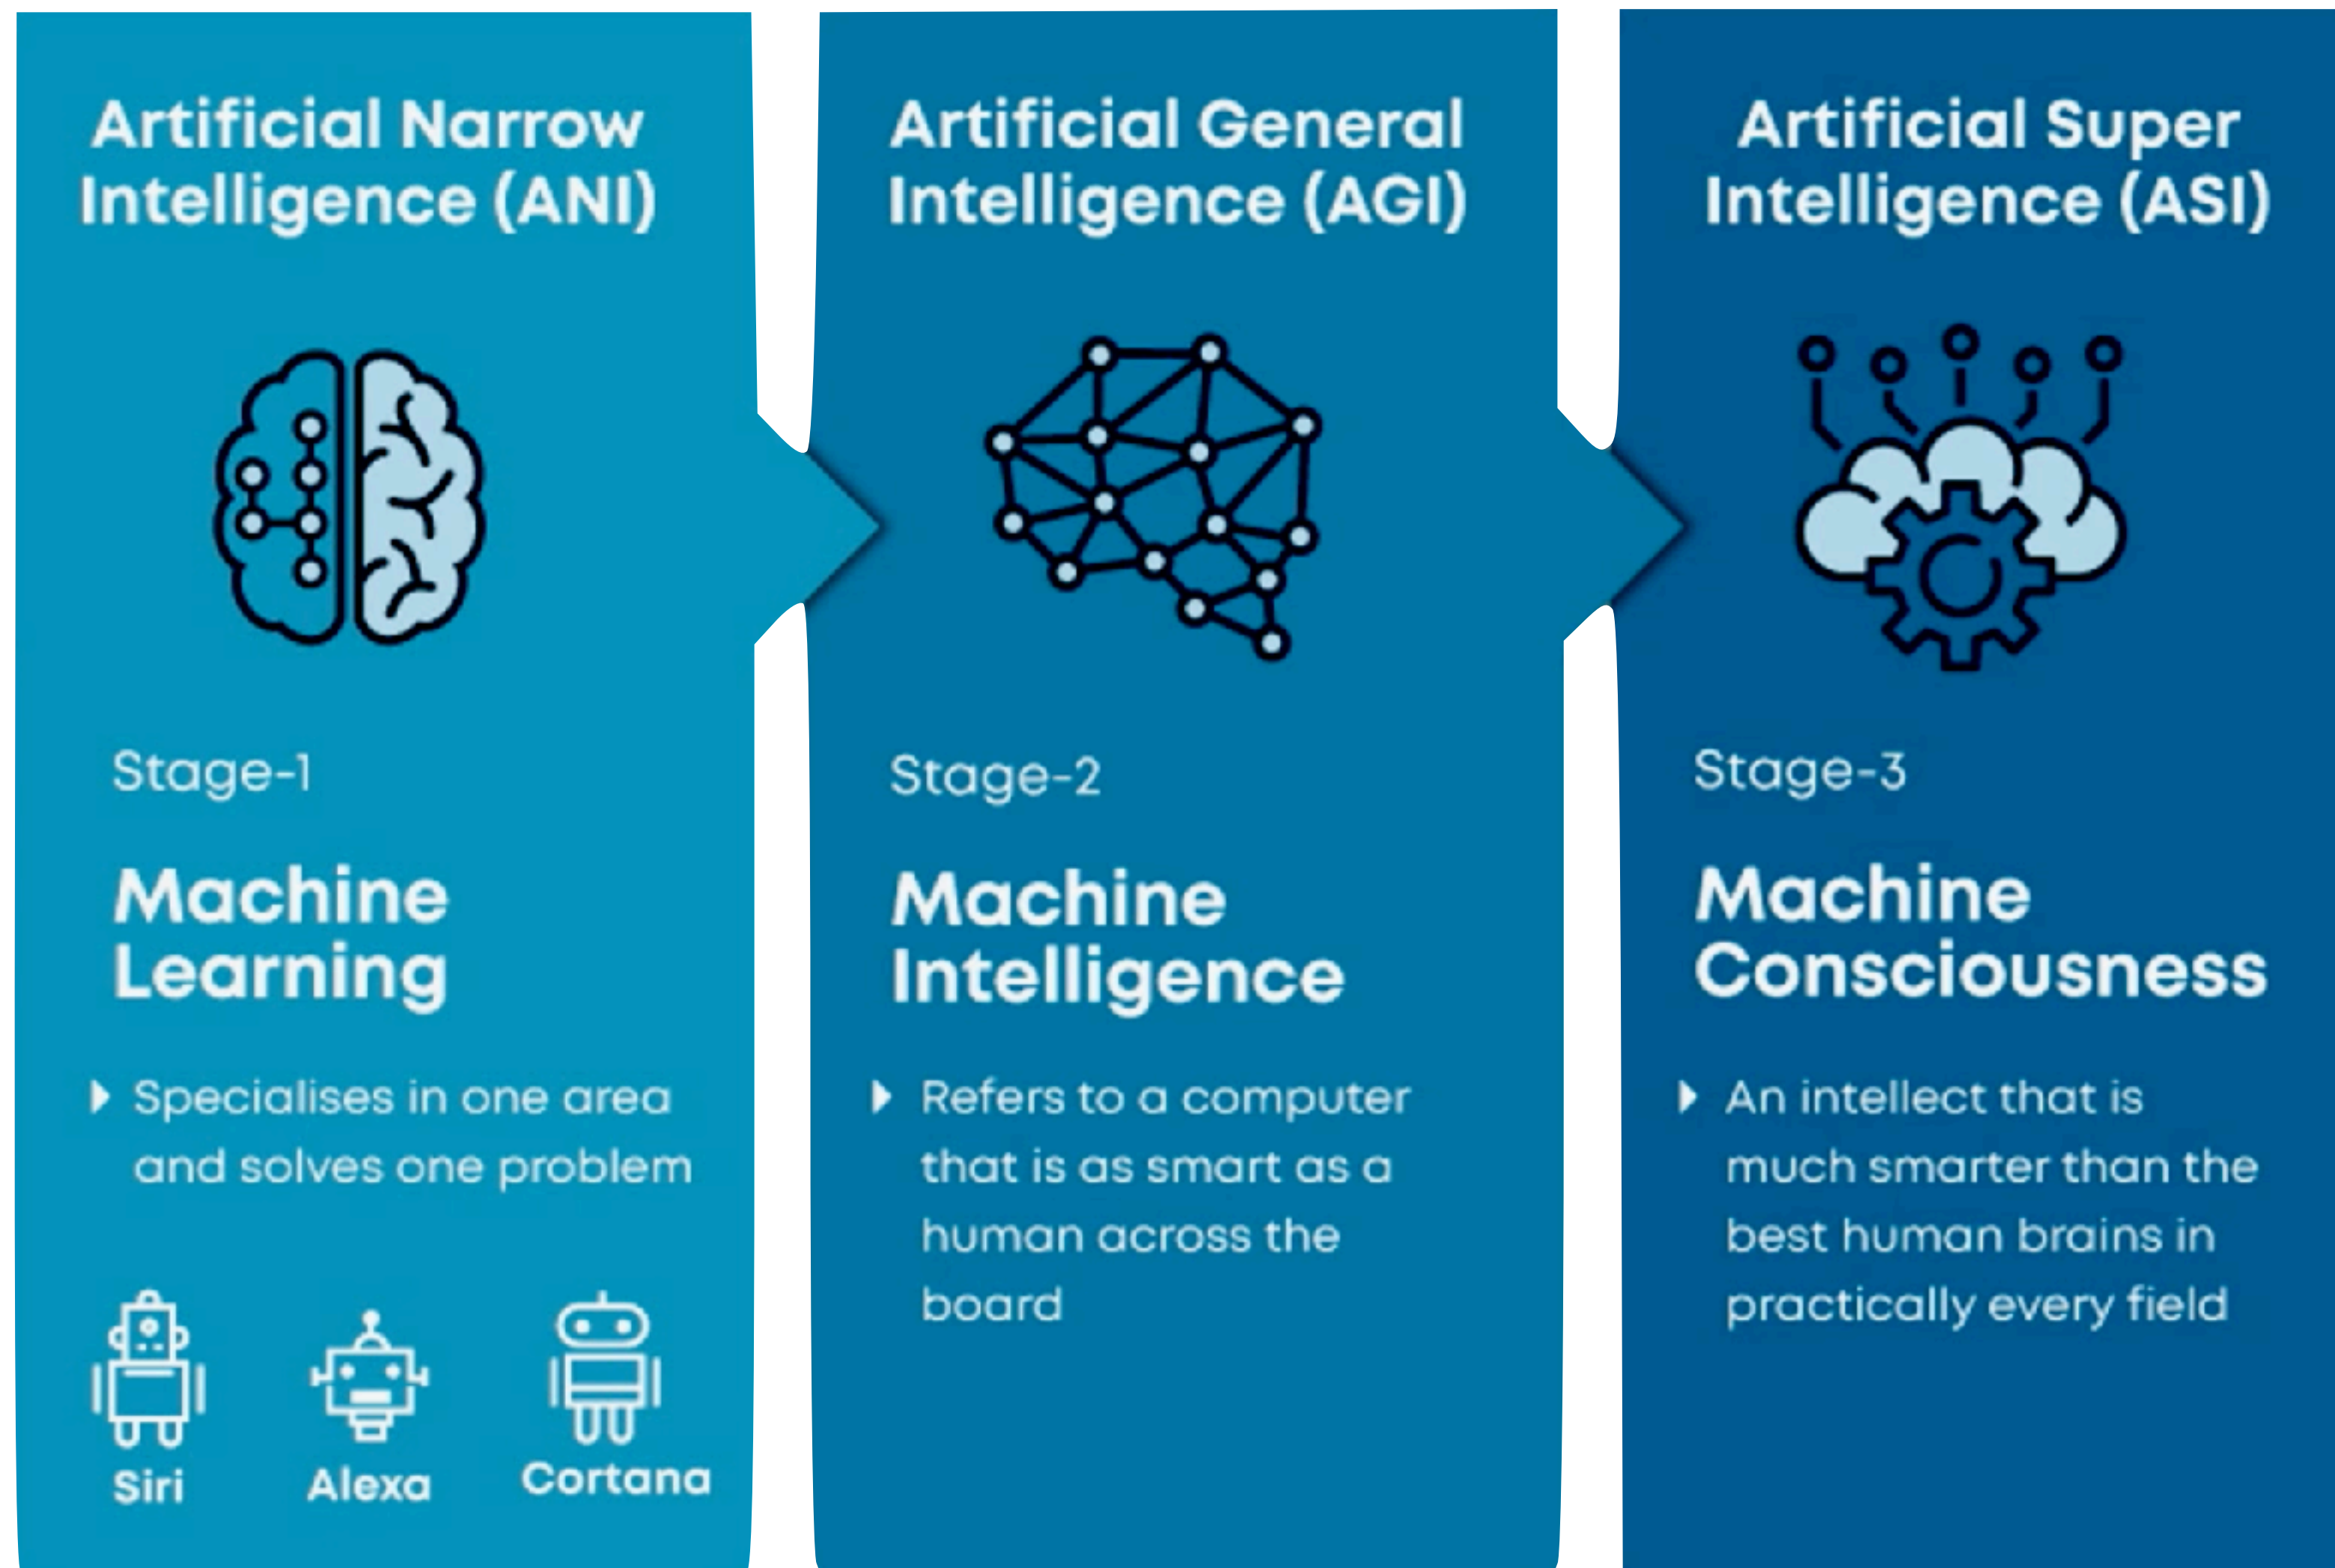 Artificial Narrow
Intelligence (ANI)
Stage-1
Machine
Learning
Specialises in one area
and solves one problem
Siri
Alexa
Cortana
Artificial General
Intelligence (AGI)
Stage-2
Machine
Intelligence
Refers to a computer
that is as smart as a
human across the
board
Artificial Super
Intelligence (ASI)
Stage-3
Machine
Consciousness
An intellect that is
much smarter than the
best human brains in
practically every field